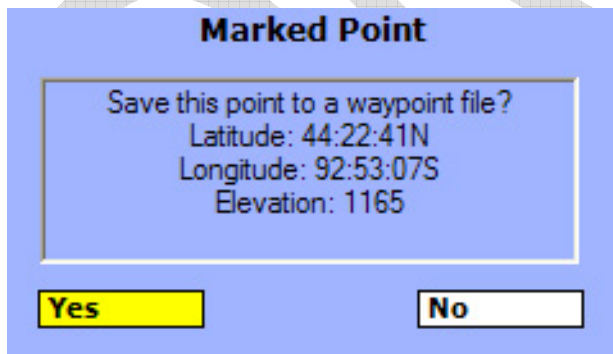 Marked Point
Save this point to a waypoint file?
Latitude: 44:22:41N
Longitude: 92:53:07S
Elevation: 1165
Yes
No